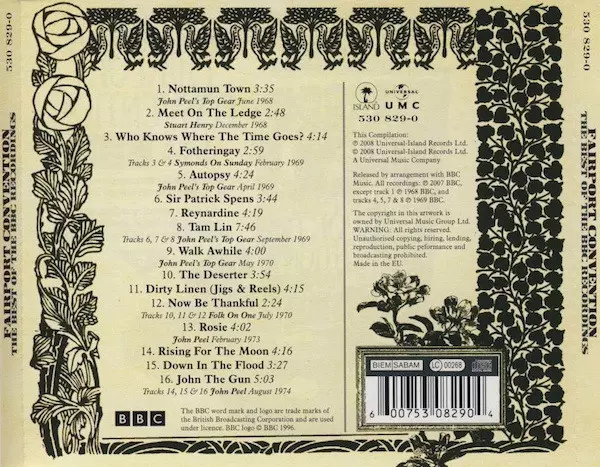 530 829-0
FAIRPORT CONVENTION
THE BEST OF THE BBC RECORDINGS
1. Nottamun Town 3:35
John Peel's Top Gear June 1968
2. Meet On The Ledge 2:48
Stuart Henry December 1968
3. Who Knows Where The Time Goes? 4:14
4. Fotheringay 2:59
Tracks 3 & 4 Symonds On Sunday February 1969
5. Autopsy 4:24
John Peel's Top Gear April 1969
6. Sir Patrick Spens 3:44
7. Reynardine 4:19
8. Tam Lin 7:46
Tracks 6, 7 & 8 John Peel's Top Gear September 1969
9. Walk Awhile 4:00
John Peel's Top Gear May 1970
10. The Deserter 3:54
11. Dirty Linen (Jigs & Reels) 4:15
12. Now Be Thankful 2:24
Tracks 10, 11 & 12 Folk On One July 1970
13. Rosie 4:02
John Peel February 1973
14. Rising For The Moon 4:16
15. Down In The Flood 3:27
16. John The Gun 5:03
Tracks 14, 15 & 16 John Peel August 1974
BBC
The BBC word mark and logo are trade marks of
the British Broadcasting Corporation and are used
under licence. BBC logo © BBC 1996.
ISLAND
UNIVERSAL
UMC
530 829-0
This Compilation:
℗ 2008 Universal-Island Records Ltd.
© 2008 Universal-Island Records Ltd.
A Universal Music Company.
Released by arrangement with BBC
Music. All recordings: ℗ 2007 BBC,
except track 1 ℗ 1968 BBC, and
tracks 4, 5, 7 & 8 ℗ 1969 BBC.
The copyright in this artwork is
owned by Universal Music Group Ltd.
WARNING: All rights reserved.
Unauthorised copying, hiring, lending,
reproduction, public peformance and
broadcasting prohibited.
Made in the EU.
BIEM/SABAM
LC 00268
6 00753 08290 4
530 829-0
FAIRPORT CONVENTION
THE BEST OF THE BBC RECORDINGS